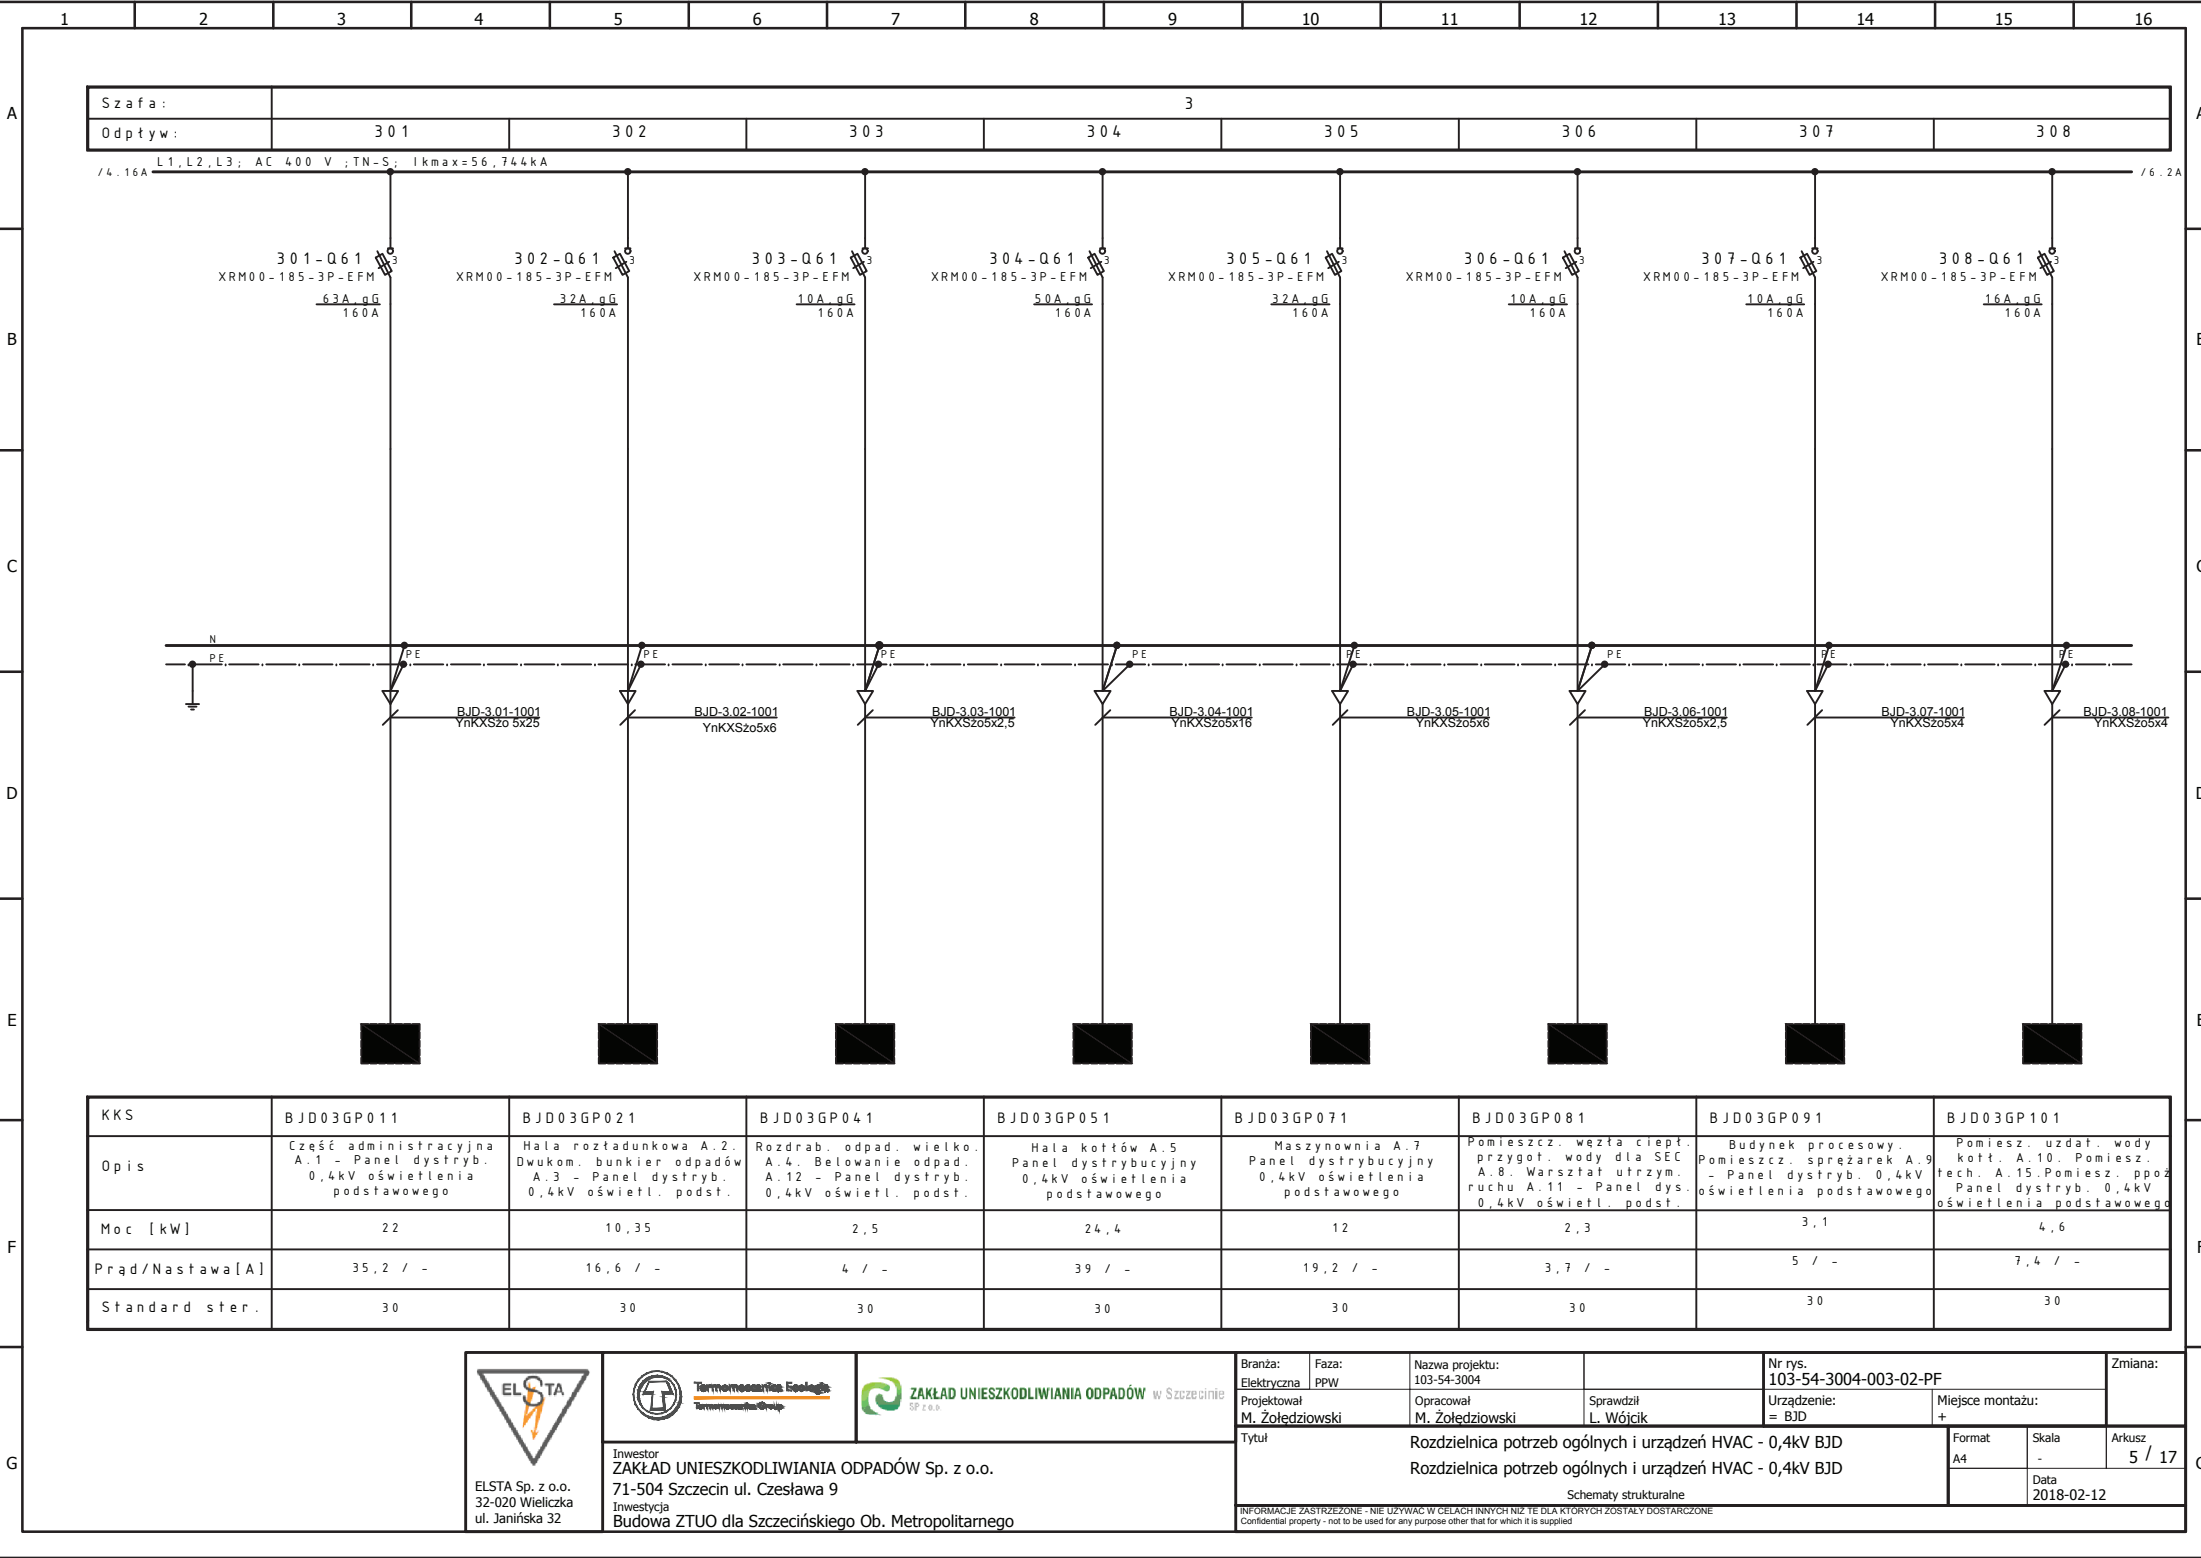 1 2 3 4 5 6 7 8 9 10 11 12 13 14 15 16
A
B
C
D
E
F
G
Szafa: 3
Odpływ: 301 302 303 304 305 306 307 308
L1,L2,L3; AC 400 V ;TN-S; Ikmax=56,744kA
/4.16A /6.2A
301-Q61 3 302-Q61 3 303-Q61 3 304-Q61 3 305-Q61 3 306-Q61 3 307-Q61 3 308-Q61 3
XRM00-185-3P-EFM XRM00-185-3P-EFM XRM00-185-3P-EFM XRM00-185-3P-EFM XRM00-185-3P-EFM XRM00-185-3P-EFM XRM00-185-3P-EFM XRM00-185-3P-EFM
63A,gG 32A,gG 10A,gG 50A,gG 32A,gG 10A,gG 10A,gG 16A,gG
160A 160A 160A 160A 160A 160A 160A 160A
N
PE PE PE PE PE PE PE PE PE
BJD-3.01-1001 BJD-3.02-1001 BJD-3.03-1001 BJD-3.04-1001 BJD-3.05-1001 BJD-3.06-1001 BJD-3.07-1001 BJD-3.08-1001
YnKXSżo 5x25 YnKXSżo5x6 YnKXSżo5x2,5 YnKXSżo5x16 YnKXSżo5x6 YnKXSżo5x2,5 YnKXSżo5x4 YnKXSżo5x4
KKS BJD03GP011 BJD03GP021 BJD03GP041 BJD03GP051 BJD03GP071 BJD03GP081 BJD03GP091 BJD03GP101
Opis
Część administracyjna
A.1 - Panel dystryb.
0,4kV oświetlenia
podstawowego
Hala rozładunkowa A.2.
Dwukom. bunkier odpadów
A.3 - Panel dystryb.
0,4kV oświetl. podst.
Rozdrab. odpad. wielko.
A.4. Belowanie odpad.
A.12 - Panel dystryb.
0,4kV oświetl. podst.
Hala kotłów A.5
Panel dystrybucyjny
0,4kV oświetlenia
podstawowego
Maszynownia A.7
Panel dystrybucyjny
0,4kV oświetlenia
podstawowego
Pomieszcz. węzła ciepł.
przygot. wody dla SEC
A.8. Warsztat utrzym.
ruchu A.11 - Panel dys.
0,4kV oświetl. podst.
Budynek procesowy.
Pomieszcz. sprężarek A.9
- Panel dystryb. 0,4kV
oświetlenia podstawowego
Pomiesz. uzdat. wody
kotł. A.10. Pomiesz.
tech. A.15.Pomiesz. ppoż
Panel dystryb. 0,4kV
oświetlenia podstawowego
Moc [kW] 22 10,35 2,5 24,4 12 2,3 3,1 4,6
Prąd/Nastawa[A] 35,2 / - 16,6 / - 4 / - 39 / - 19,2 / - 3,7 / - 5 / - 7,4 / -
Standard ster. 30 30 30 30 30 30 30 30
ELSTA
ELSTA Sp. z o.o.
32-020 Wieliczka
ul. Janińska 32
Termomeccanica Ecologia
Termomeccanica Group
ZAKŁAD UNIESZKODLIWIANIA ODPADÓW w Szczecinie
SP z o.o
Inwestor
ZAKŁAD UNIESZKODLIWIANIA ODPADÓW Sp. z o.o.
71-504 Szczecin ul. Czesława 9
Inwestycja
Budowa ZTUO dla Szczecińskiego Ob. Metropolitarnego
Branża: Faza: Nazwa projektu: Nr rys. Zmiana:
Elektryczna PPW 103-54-3004 103-54-3004-003-02-PF
Projektował Opracował Sprawdził Urządzenie: Miejsce montażu:
M. Żołędziowski M. Żołędziowski L. Wójcik = BJD +
Tytuł
Rozdzielnica potrzeb ogólnych i urządzeń HVAC - 0,4kV BJD
Rozdzielnica potrzeb ogólnych i urządzeń HVAC - 0,4kV BJD
Schematy strukturalne
Format Skala Arkusz
A4 - 5 / 17
Data
2018-02-12
INFORMACJE ZASTRZEŻONE - NIE UŻYWAĆ W CELACH INNYCH NIŻ TE DLA KTÓRYCH ZOSTAŁY DOSTARCZONE
Confidential property - not to be used for any purpose other that for which it is supplied